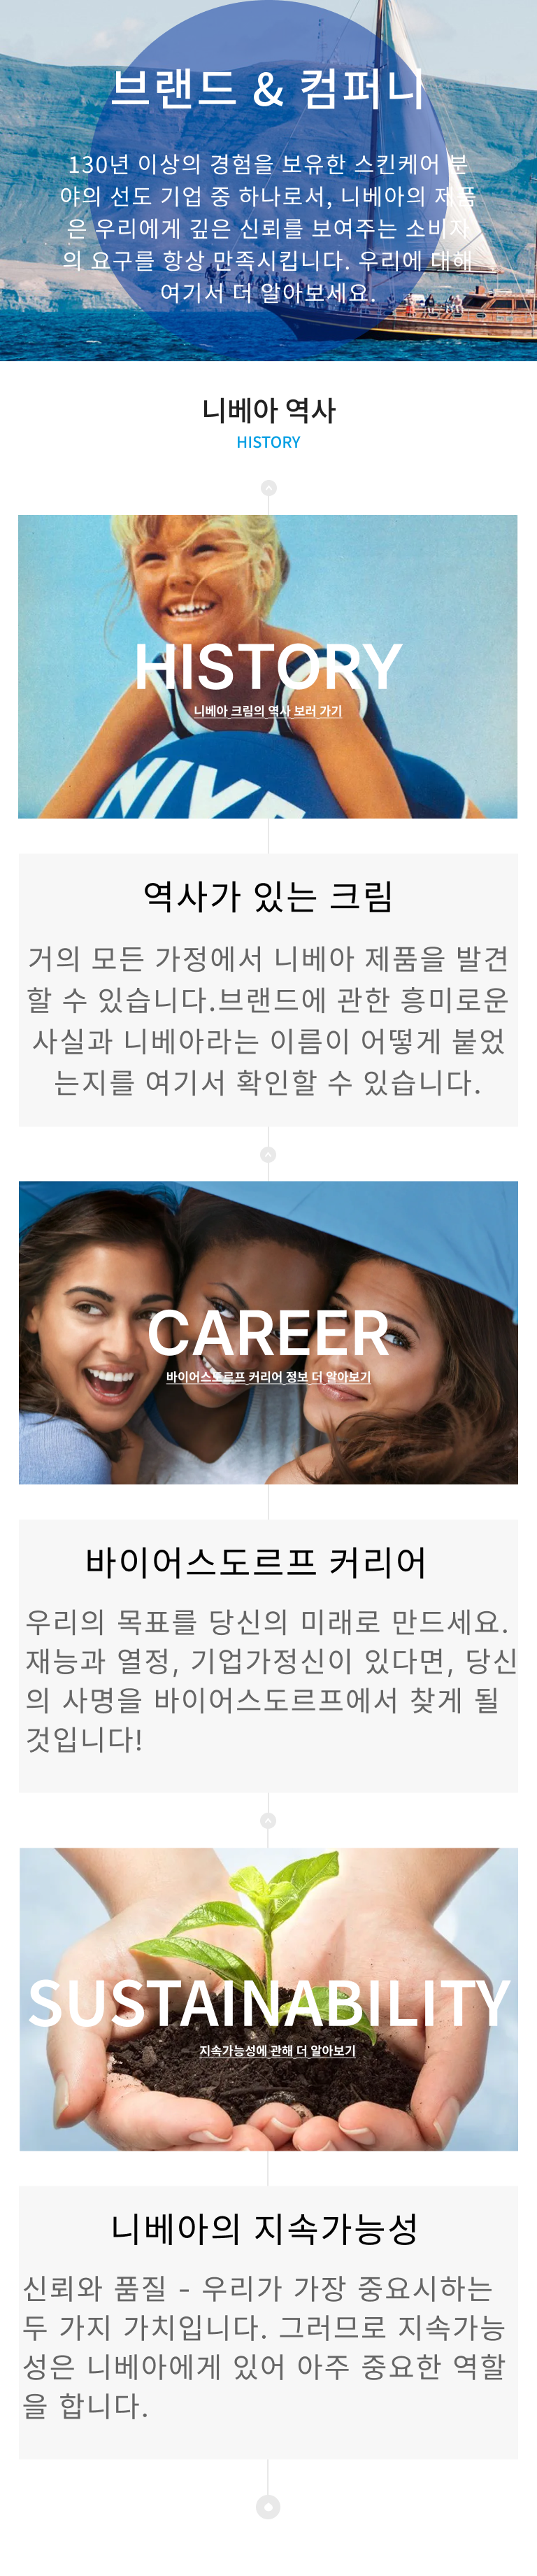 브랜드 & 컴퍼니
130년 이상의 경험을 보유한 스킨케어 분
야의 선도 기업 중 하나로서, 니베아의 제품
은 우리에게 깊은 신뢰를 보여주는 소비자
의 요구를 항상 만족시킵니다. 우리에 대해
여기서 더 알아보세요.
니베아 역사
HISTORY
HISTORY
니베아 크림의 역사 보러 가기
NIVE
역사가 있는 크림
거의 모든 가정에서 니베아 제품을 발견
할 수 있습니다.브랜드에 관한 흥미로운
사실과 니베아라는 이름이 어떻게 붙었
는지를 여기서 확인할 수 있습니다.
CAREER
바이어스도르프 커리어 정보 더 알아보기
바이어스도르프 커리어
우리의 목표를 당신의 미래로 만드세요.
재능과 열정, 기업가정신이 있다면, 당신
의 사명을 바이어스도르프에서 찾게 될
것입니다!
SUSTAINABILITY
지속가능성에 관해 더 알아보기
니베아의 지속가능성
신뢰와 품질 - 우리가 가장 중요시하는
두 가지 가치입니다. 그러므로 지속가능
성은 니베아에게 있어 아주 중요한 역할
을 합니다.